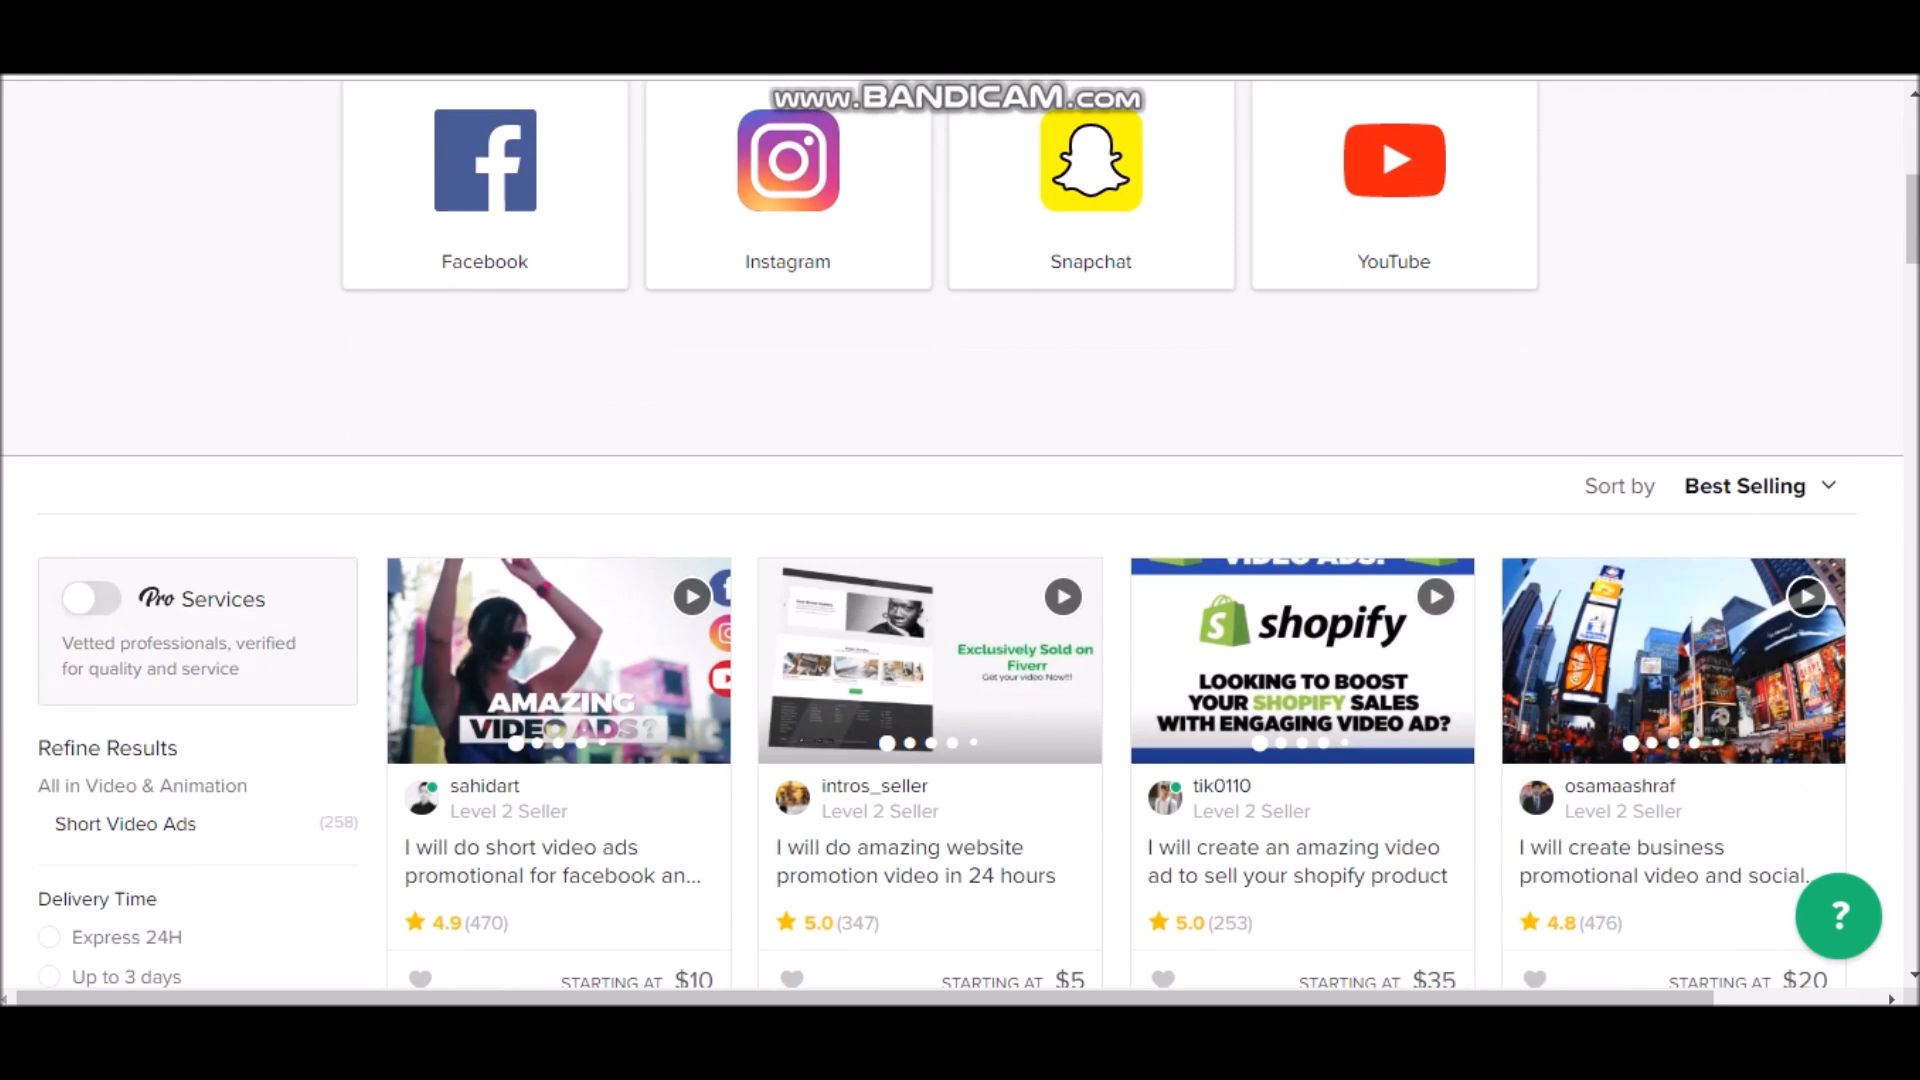 www.BANDICAM.com
Facebook
Instagram
Snapchat
YouTube
Sort by Best Selling
Pro Services
Vetted professionals, verified
for quality and service
Refine Results
All in Video & Animation
Short Video Ads (258)
Delivery Time
Express 24H
Up to 3 days
AMAZING
VIDEO ADS?
sahidart
Level 2 Seller
I will do short video ads
promotional for facebook an...
4.9 (470)
STARTING AT $10
Exclusively Sold on
Fiverr
Get your video Now!!!
intros_seller
Level 2 Seller
I will do amazing website
promotion video in 24 hours
5.0 (347)
STARTING AT $5
VIDEO ADS?
shopify
LOOKING TO BOOST
YOUR SHOPIFY SALES
WITH ENGAGING VIDEO AD?
tik0110
Level 2 Seller
I will create an amazing video
ad to sell your shopify product
5.0 (253)
STARTING AT $35
osamaashraf
Level 2 Seller
I will create business
promotional video and social...
4.8 (476)
STARTING AT $20
?